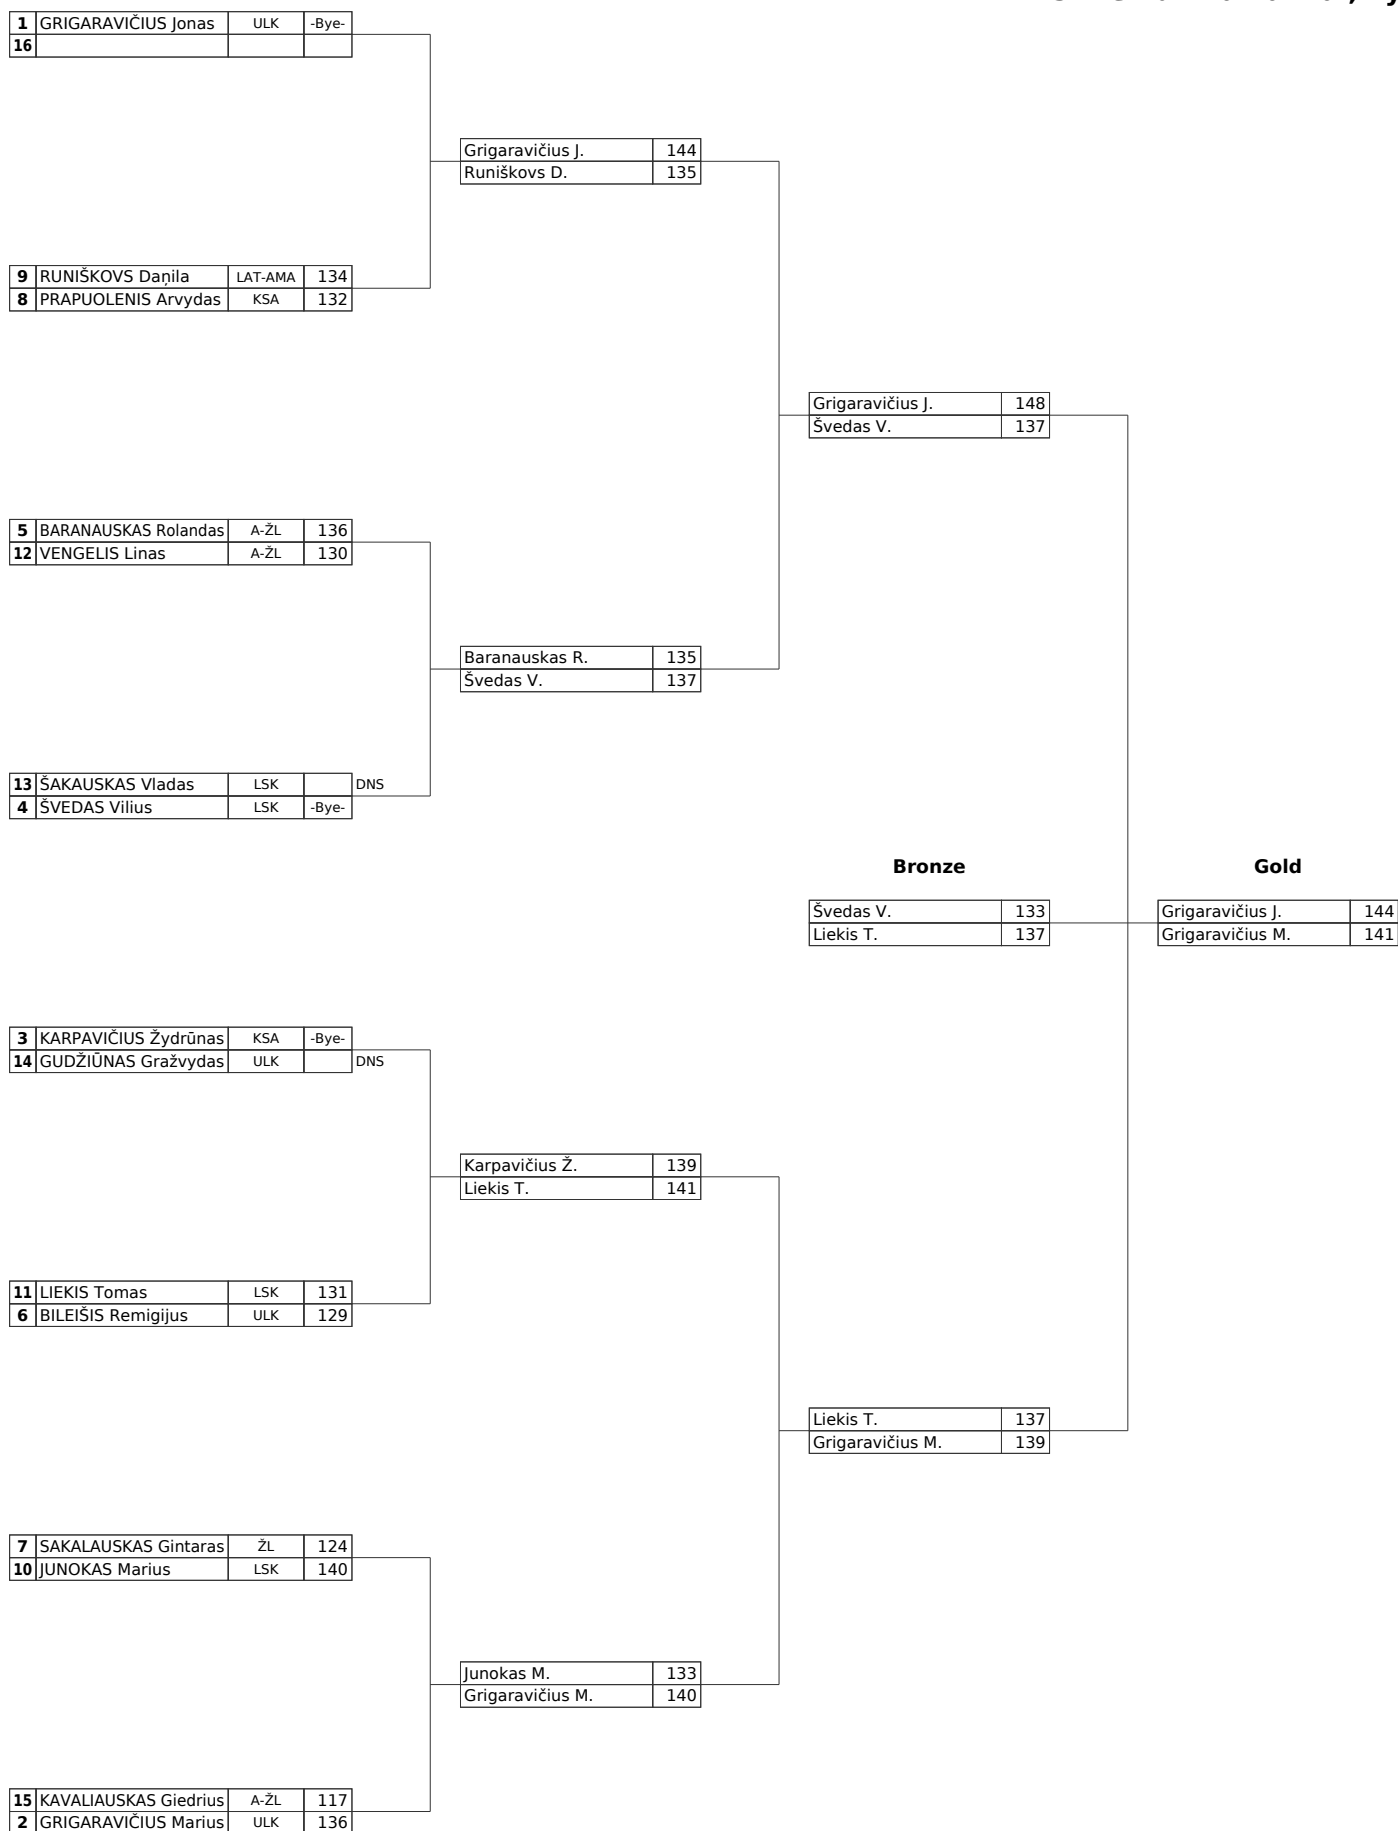 1 GRIGARAVIČIUS Jonas ULK -Bye-
16
Grigaravičius J. 144
Runiškovs D. 135
9 RUNIŠKOVS Daņila LAT-AMA 134
8 PRAPUOLENIS Arvydas KSA 132
Grigaravičius J. 148
Švedas V. 137
5 BARANAUSKAS Rolandas A-ŽL 136
12 VENGELIS Linas A-ŽL 130
Baranauskas R. 135
Švedas V. 137
13 ŠAKAUSKAS Vladas LSK DNS
4 ŠVEDAS Vilius LSK -Bye-
Bronze Gold
Švedas V. 133 Grigaravičius J. 144
Liekis T. 137 Grigaravičius M. 141
3 KARPAVIČIUS Žydrūnas KSA -Bye-
14 GUDŽIŪNAS Gražvydas ULK DNS
Karpavičius Ž. 139
Liekis T. 141
11 LIEKIS Tomas LSK 131
6 BILEIŠIS Remigijus ULK 129
Liekis T. 137
Grigaravičius M. 139
7 SAKALAUSKAS Gintaras ŽL 124
10 JUNOKAS Marius LSK 140
Junokas M. 133
Grigaravičius M. 140
15 KAVALIAUSKAS Giedrius A-ŽL 117
2 GRIGARAVIČIUS Marius ULK 136